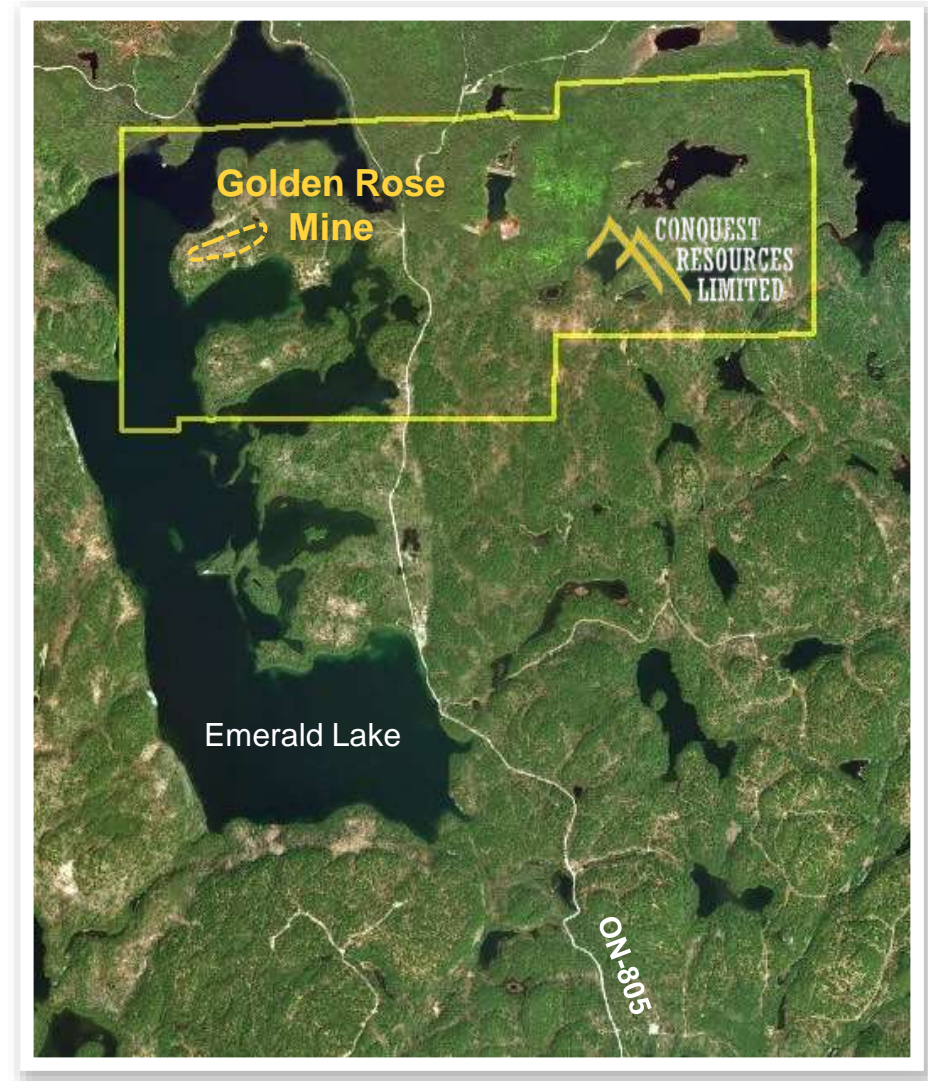 Golden Rose
Mine
CONQUEST
RESOURCES
LIMITED
Emerald Lake
ON-805